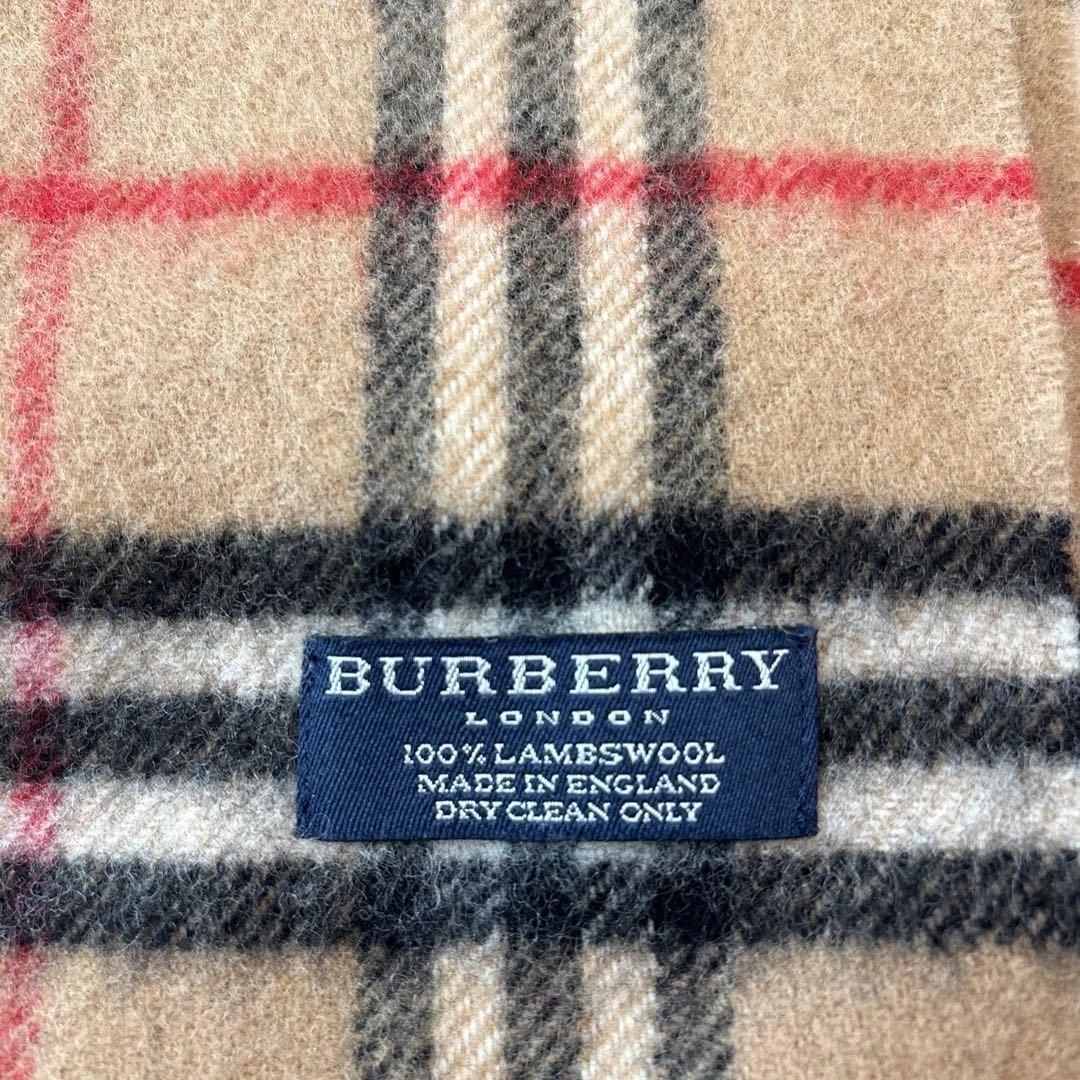 BURBERRY
LONDON
100% LAMBSWOOL
MADE IN ENGLAND
DRY CLEAN ONLY